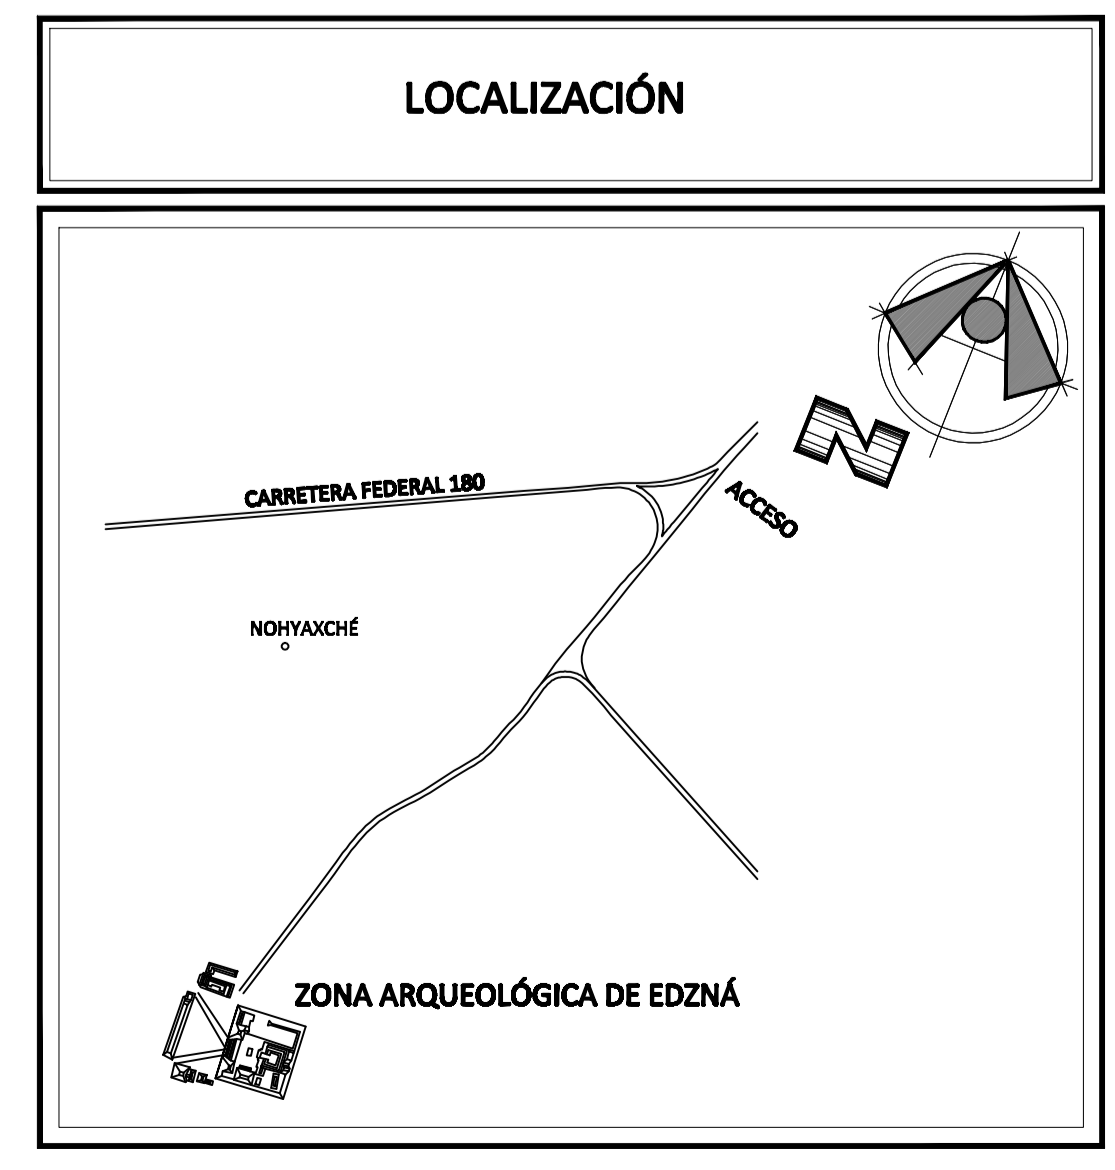 LOCALIZACIÓN
N
CARRETERA FEDERAL 180
ACCESO
NOHYAXCHÉ
ZONA ARQUEOLÓGICA DE EDZNÁ